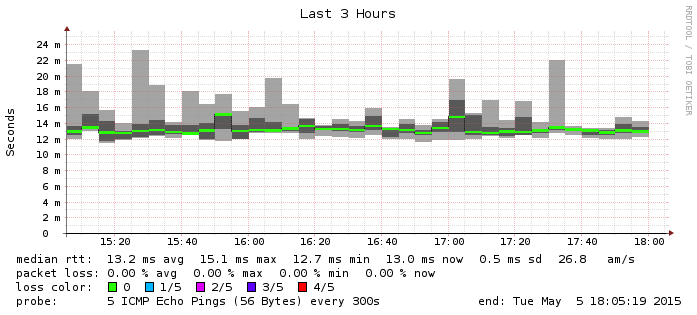 Last 3 Hours
RRDTOOL / TOBI OETIKER
Seconds
24 m
22 m
20 m
18 m
16 m
14 m
12 m
10 m
8 m
6 m
4 m
2 m
0
15:20 15:40 16:00 16:20 16:40 17:00 17:20 17:40 18:00
median rtt: 13.2 ms avg 15.1 ms max 12.7 ms min 13.0 ms now 0.5 ms sd 26.8 am/s
packet loss: 0.00 % avg 0.00 % max 0.00 % min 0.00 % now
loss color: 0 1/5 2/5 3/5 4/5
probe: 5 ICMP Echo Pings (56 Bytes) every 300s end: Tue May 5 18:05:19 2015